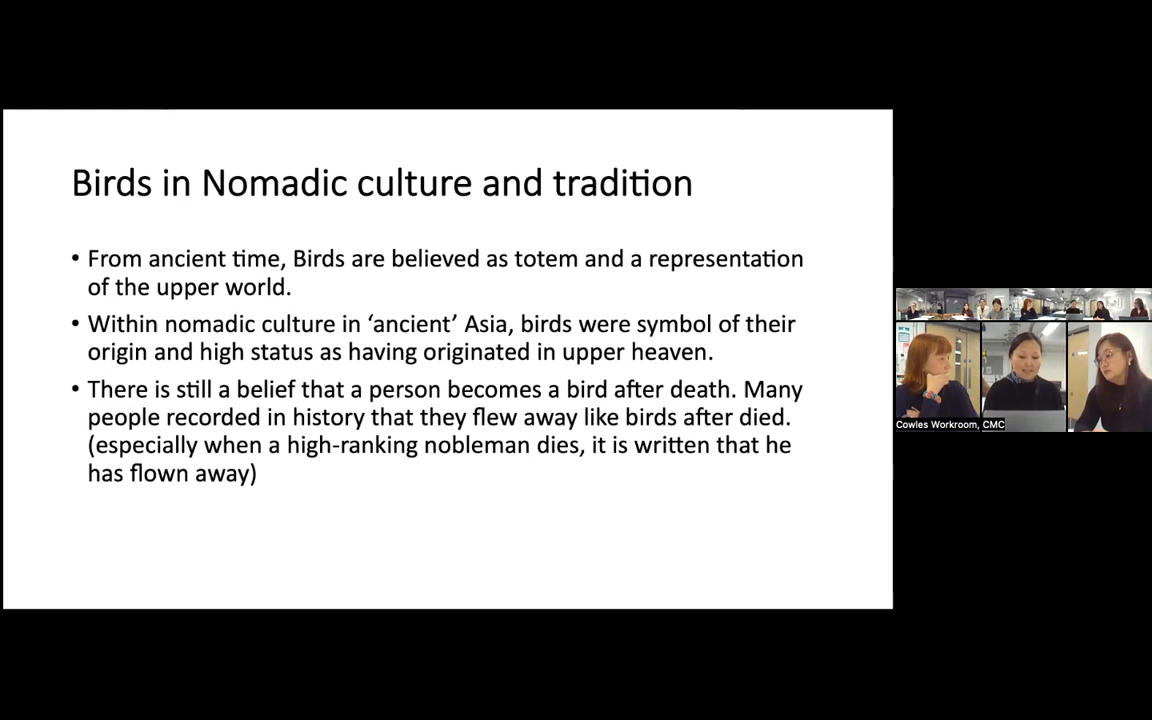 Birds in Nomadic culture and tradition
• From ancient time, Birds are believed as totem and a representation
of the upper world.
• Within nomadic culture in ‘ancient’ Asia, birds were symbol of their
origin and high status as having originated in upper heaven.
• There is still a belief that a person becomes a bird after death. Many
people recorded in history that they flew away like birds after died.
(especially when a high-ranking nobleman dies, it is written that he
has flown away)
Cowles Workroom, CMC